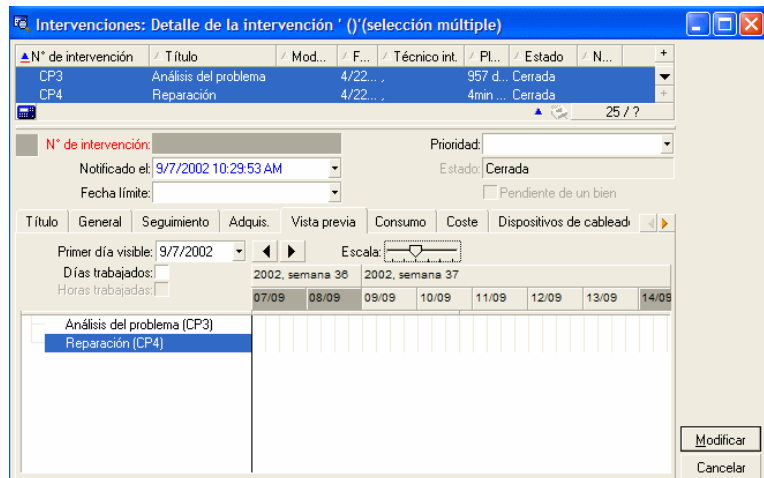 Intervenciones: Detalle de la intervención ' ()'(selección múltiple)
N° de intervención Título Mod... F... Técnico int. Pl... Estado N... +
CP3 Análisis del problema 4/22... , 957 d... Cerrada
CP4 Reparación 4/22... , 4min ... Cerrada +
25 / ?
N° de intervención: Prioridad:
Notificado el: 9/7/2002 10:29:53 AM Estado: Cerrada
Fecha límite: Pendiente de un bien
Título General Seguimiento Adquis. Vista previa Consumo Coste Dispositivos de cablead
Primer día visible: 9/7/2002 Escala:
Días trabajados: 2002, semana 36 2002, semana 37
Horas trabajadas: 07/09 08/09 09/09 10/09 11/09 12/09 13/09 14/09
Análisis del problema (CP3)
Reparación (CP4)
Modificar
Cancelar